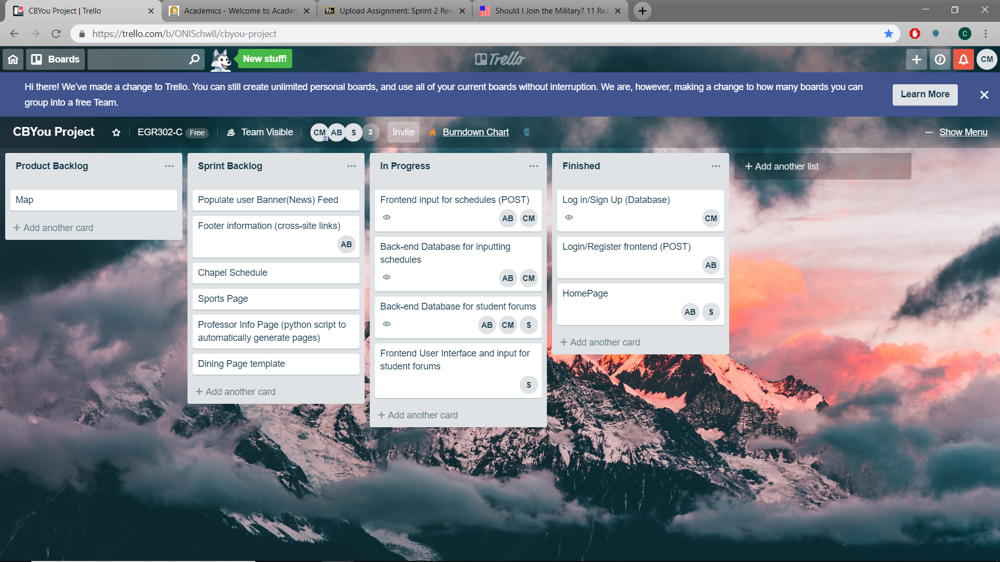 CBYou Project | Trello
Academics - Welcome to Academ
Bb Upload Assignment: Sprint 2 Rev
Should I Join the Military? 11 Rea
https://trello.com/b/ONISchw8/cbyou-project
C
Boards
New stuff!
Trello
CM
Hi there! We've made a change to Trello. You can still create unlimited personal boards, and use all of your current boards without interruption. We are, however, making a change to how many boards you can
group into a free Team.
Learn More
CBYou Project
EGR302-C Free
Team Visible
CM AB S 3
Invite
Burndown Chart
... Show Menu
Product Backlog
Map
+ Add another card
Sprint Backlog
Populate user Banner(News) Feed
Footer information (cross-site links)
AB
Chapel Schedule
Sports Page
Professor Info Page (python script to
automatically generate pages)
Dining Page template
+ Add another card
In Progress
Frontend input for schedules (POST)
AB CM
Back-end Database for inputting
schedules
AB CM
Back-end Database for student forums
AB CM S
Frontend User Interface and input for
student forums
S
+ Add another card
Finished
Log in/Sign Up (Database)
CM
Login/Register frontend (POST)
AB
HomePage
AB S
+ Add another card
+ Add another list